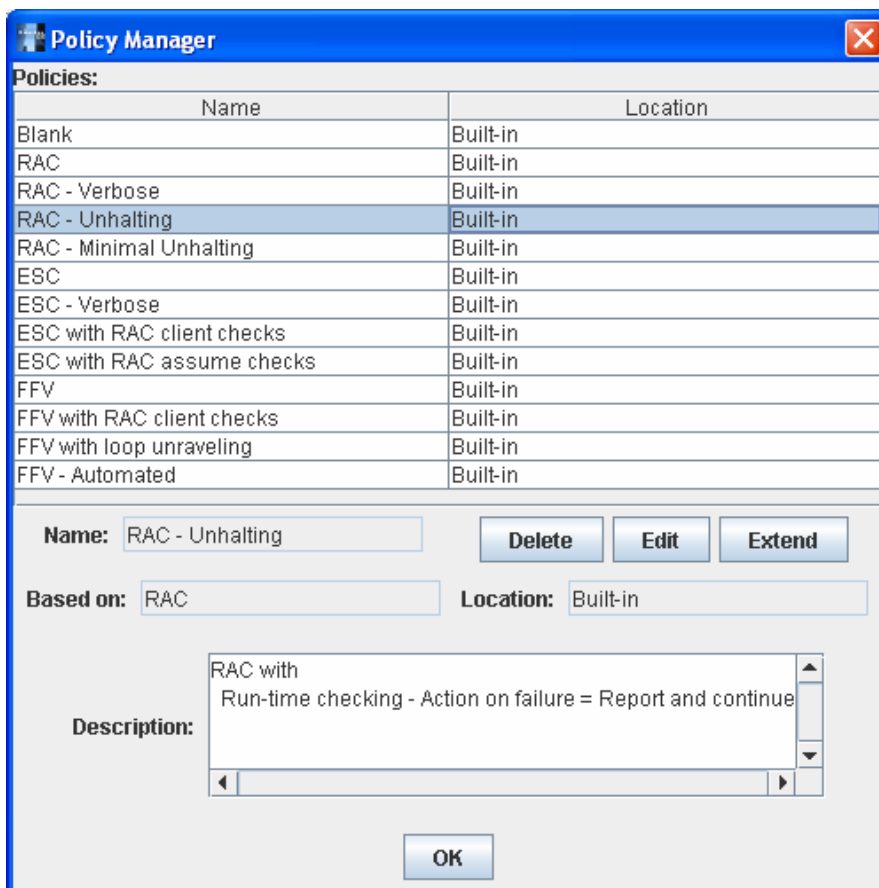 Policy Manager
Policies:
Name Location
Blank Built-in
RAC Built-in
RAC - Verbose Built-in
RAC - Unhalting Built-in
RAC - Minimal Unhalting Built-in
ESC Built-in
ESC - Verbose Built-in
ESC with RAC client checks Built-in
ESC with RAC assume checks Built-in
FFV Built-in
FFV with RAC client checks Built-in
FFV with loop unraveling Built-in
FFV - Automated Built-in
Name: RAC - Unhalting Delete Edit Extend
Based on: RAC Location: Built-in
RAC with
Run-time checking - Action on failure = Report and continue
Description:
OK